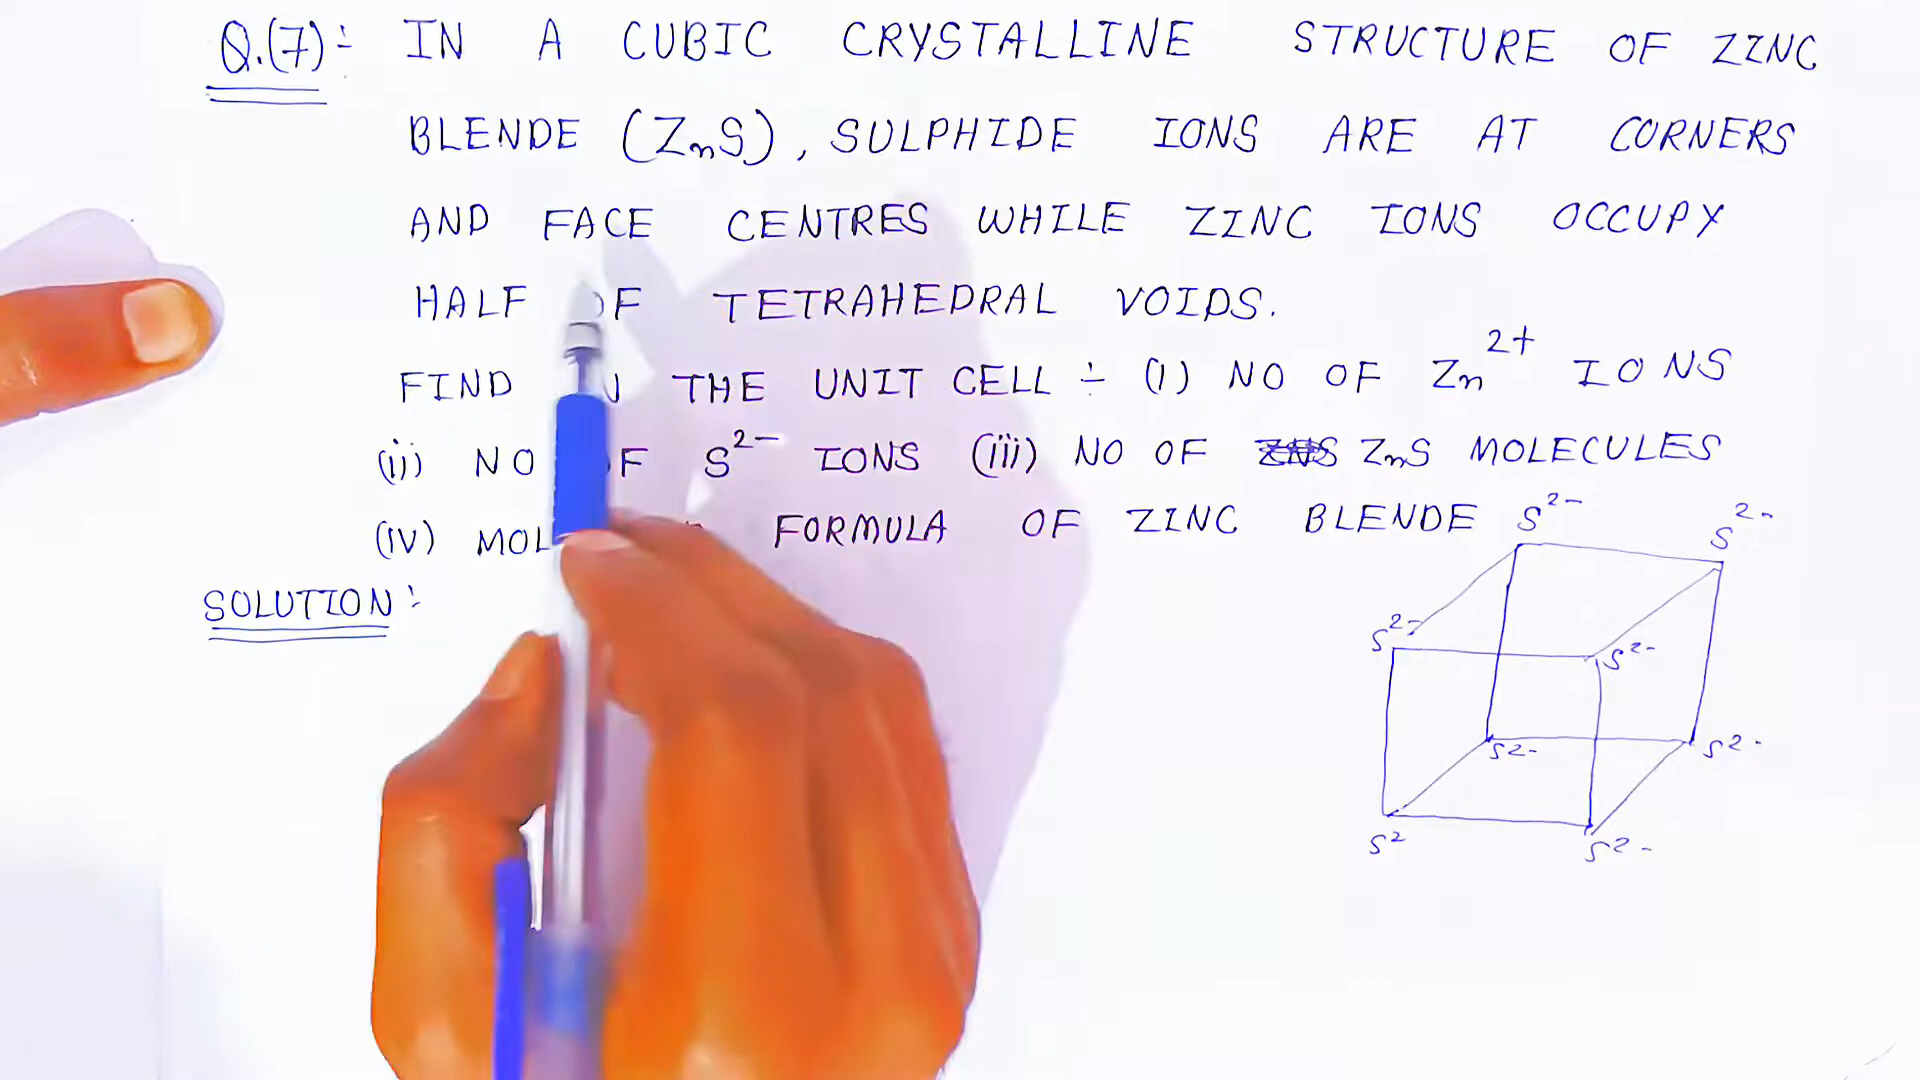 Q.(7):- IN A CUBIC CRYSTALLINE STRUCTURE OF ZINC
BLENDE (ZnS), SULPHIDE IONS ARE AT CORNERS
AND FACE CENTRES WHILE ZINC IONS OCCUPY
HALF OF TETRAHEDRAL VOIDS.
FIND THE UNIT CELL :- (i) NO OF Zn²⁺ IONS
(ii) NO OF S²⁻ IONS (iii) NO OF ZnS MOLECULES
(iv) FORMULA OF ZINC BLENDE
SOLUTION :-
S²⁻
S²⁻
S²⁻
S²⁻
S²⁻
S²⁻
S²
S²⁻